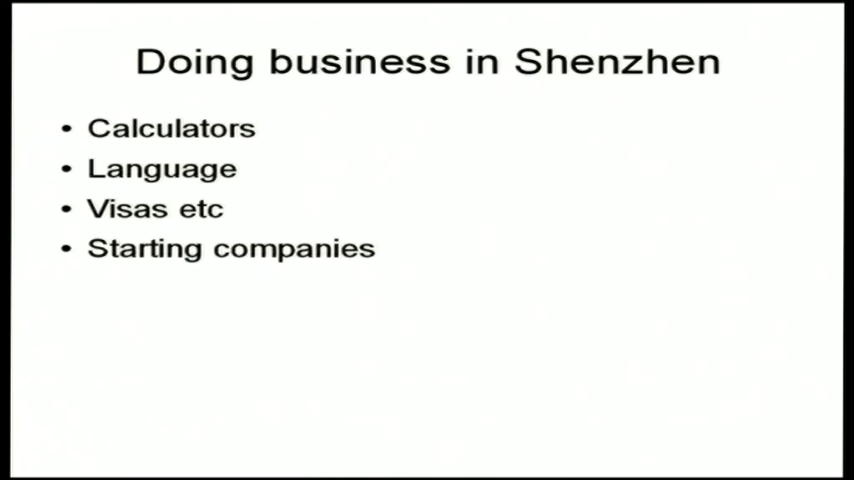 Doing business in Shenzhen
• Calculators
• Language
• Visas etc
• Starting companies